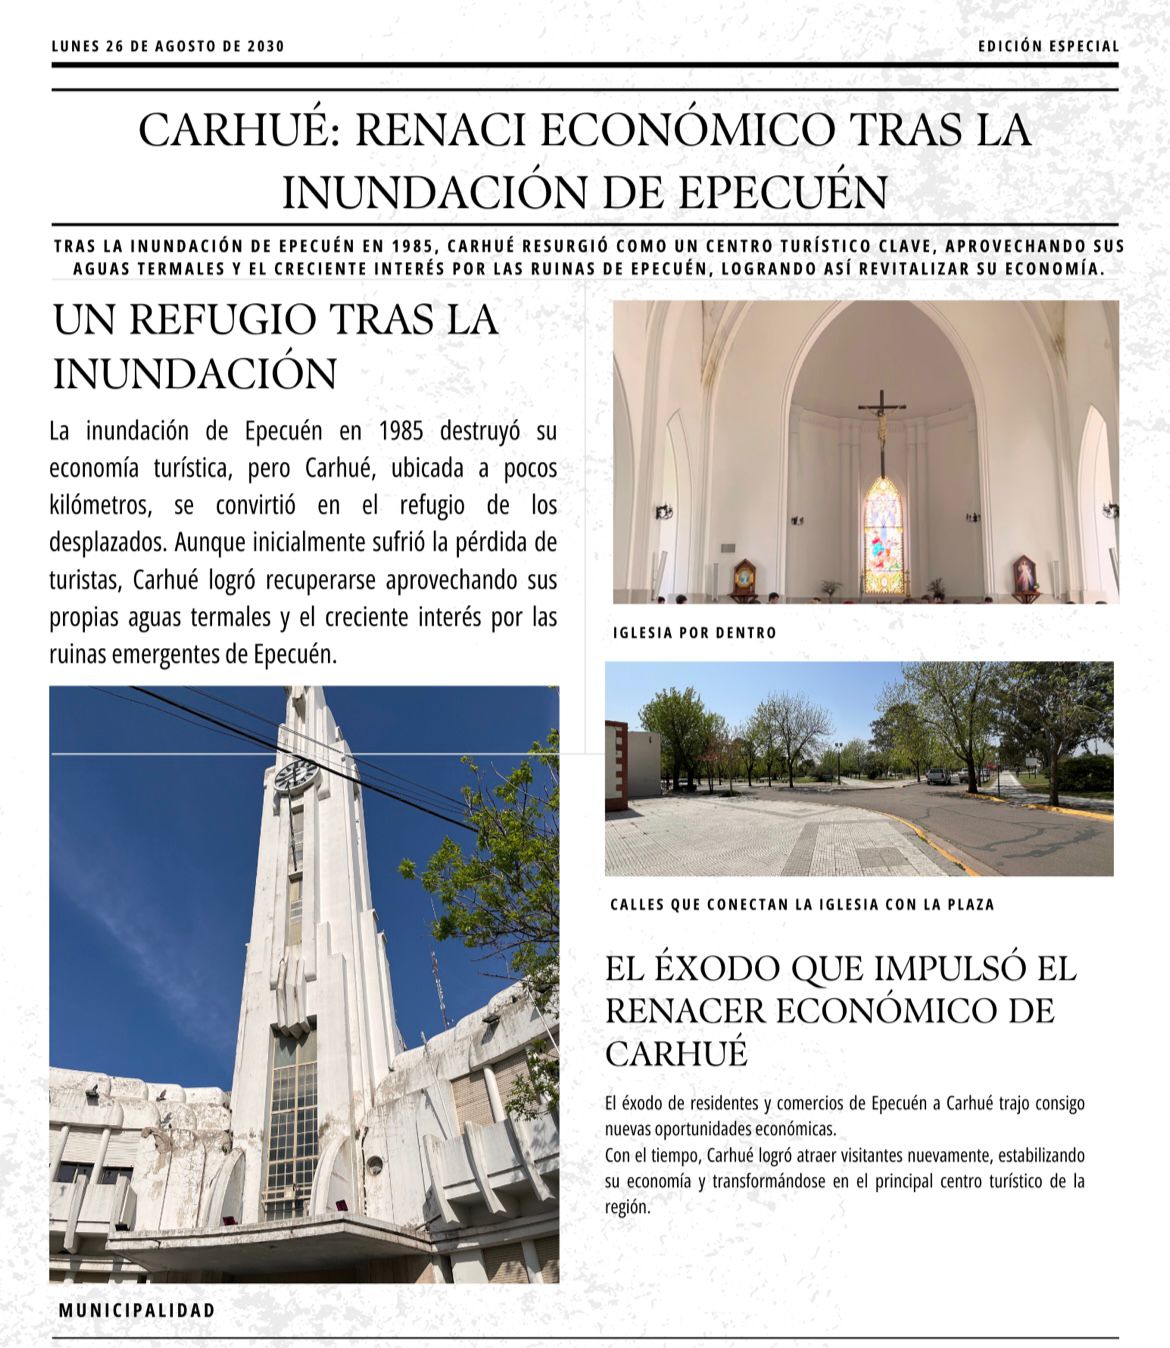 LUNES 26 DE AGOSTO DE 2030
EDICIÓN ESPECIAL
CARHUÉ: RENACI ECONÓMICO TRAS LA
INUNDACIÓN DE EPECUÉN
TRAS LA INUNDACIÓN DE EPECUÉN EN 1985, CARHUÉ RESURGIÓ COMO UN CENTRO TURÍSTICO CLAVE, APROVECHANDO SUS
AGUAS TERMALES Y EL CRECIENTE INTERÉS POR LAS RUINAS DE EPECUÉN, LOGRANDO ASÍ REVITALIZAR SU ECONOMÍA.
UN REFUGIO TRAS LA
INUNDACIÓN
La inundación de Epecuén en 1985 destruyó su
economía turística, pero Carhué, ubicada a pocos
kilómetros, se convirtió en el refugio de los
desplazados. Aunque inicialmente sufrió la pérdida de
turistas, Carhué logró recuperarse aprovechando sus
propias aguas termales y el creciente interés por las
ruinas emergentes de Epecuén.
MUNICIPALIDAD
IGLESIA POR DENTRO
CALLES QUE CONECTAN LA IGLESIA CON LA PLAZA
EL ÉXODO QUE IMPULSÓ EL
RENACER ECONÓMICO DE
CARHUÉ
El éxodo de residentes y comercios de Epecuén a Carhué trajo consigo
nuevas oportunidades económicas.
Con el tiempo, Carhué logró atraer visitantes nuevamente, estabilizando
su economía y transformándose en el principal centro turístico de la
región.